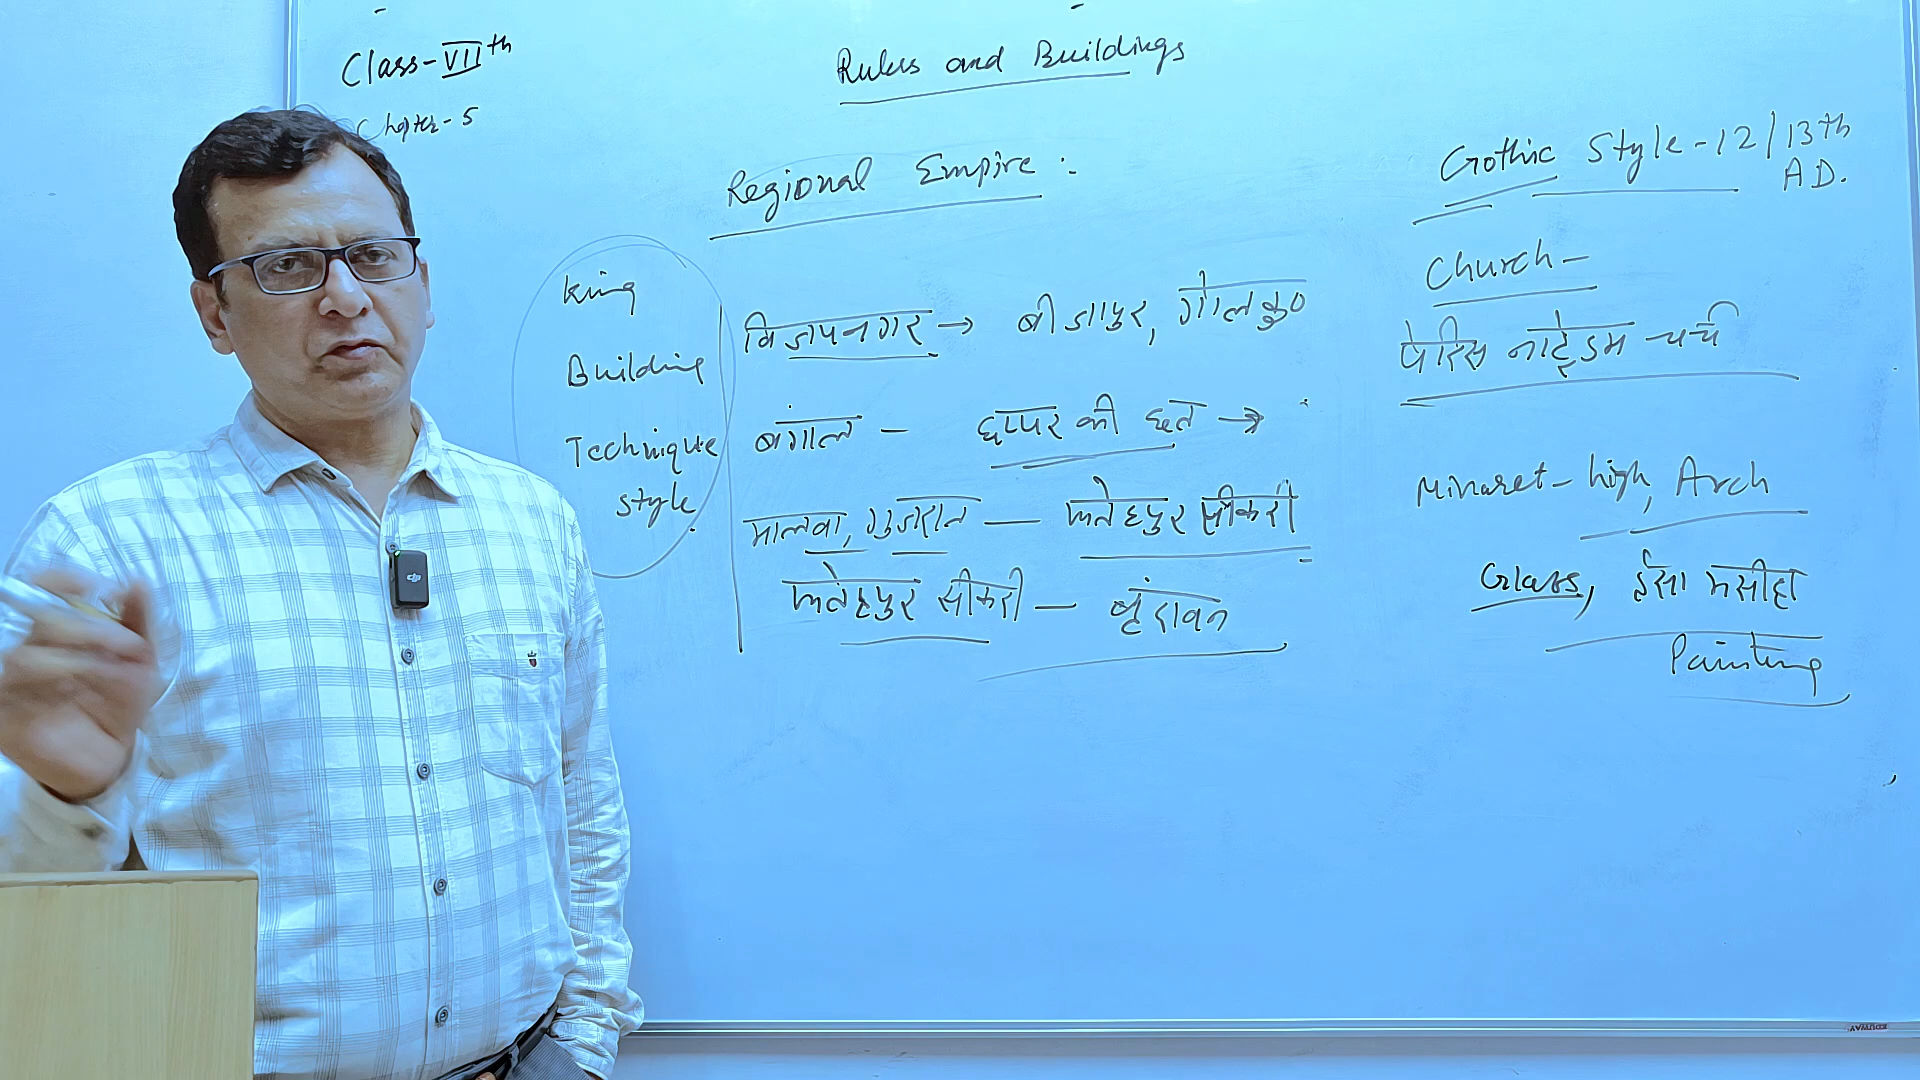 Class-VIIth
Chapter-5
Rulers and Buildings
Regional Empire :
king
Building
Technique
style.
विजयनगर → बीजापुर, गोलकुण्डा
बंगाल — छप्पर की छत →
मालवा, गुजरात — फतेहपुर सीकरी
फतेहपुर सीकरी — वृंदावन
Gothic Style-12/13th
AD.
Church-
पेरिस नाट्रेडम-चर्च
Minaret-high, Arch
Glass, ईसा मसीहा
Painting
EDUWAY